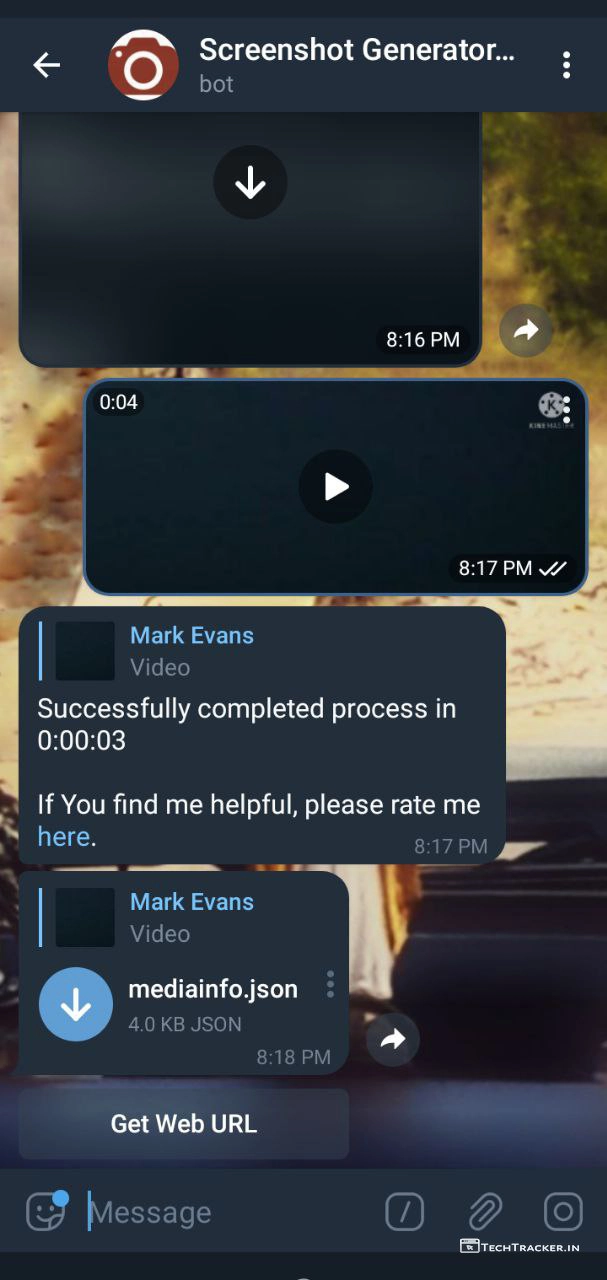 Screenshot Generator...
bot
8:16 PM
0:04
KINEMASTER
8:17 PM
Mark Evans
Video
Successfully completed process in
0:00:03
If You find me helpful, please rate me
here.
8:17 PM
Mark Evans
Video
mediainfo.json
4.0 KB JSON
8:18 PM
Get Web URL
Message
TECHTRACKER.IN